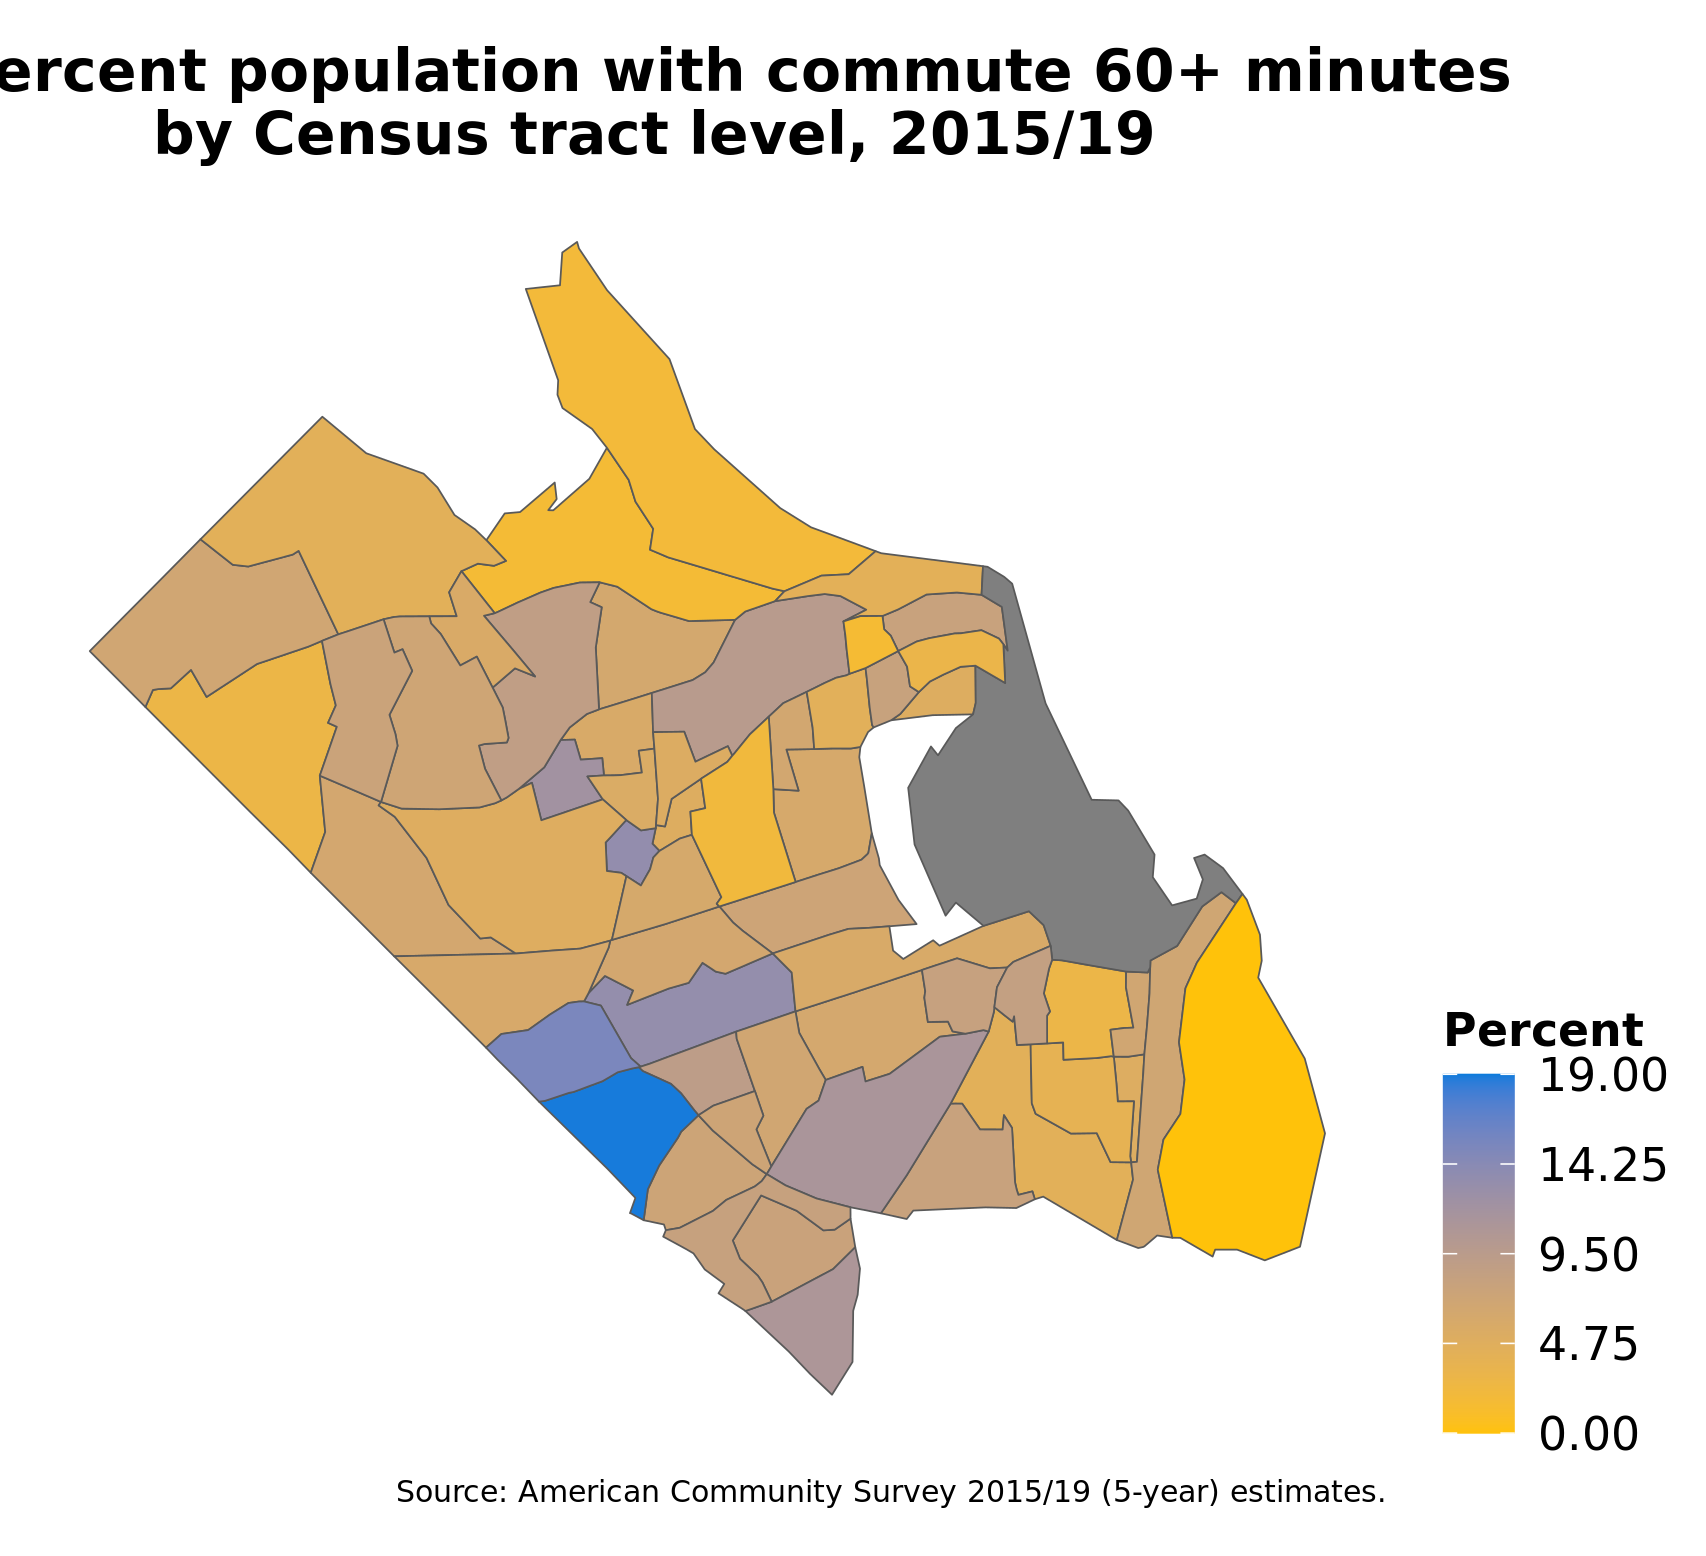 ercent population with commute 60+ minutes
by Census tract level, 2015/19
Percent
19.00
14.25
9.50
4.75
0.00
Source: American Community Survey 2015/19 (5-year) estimates.